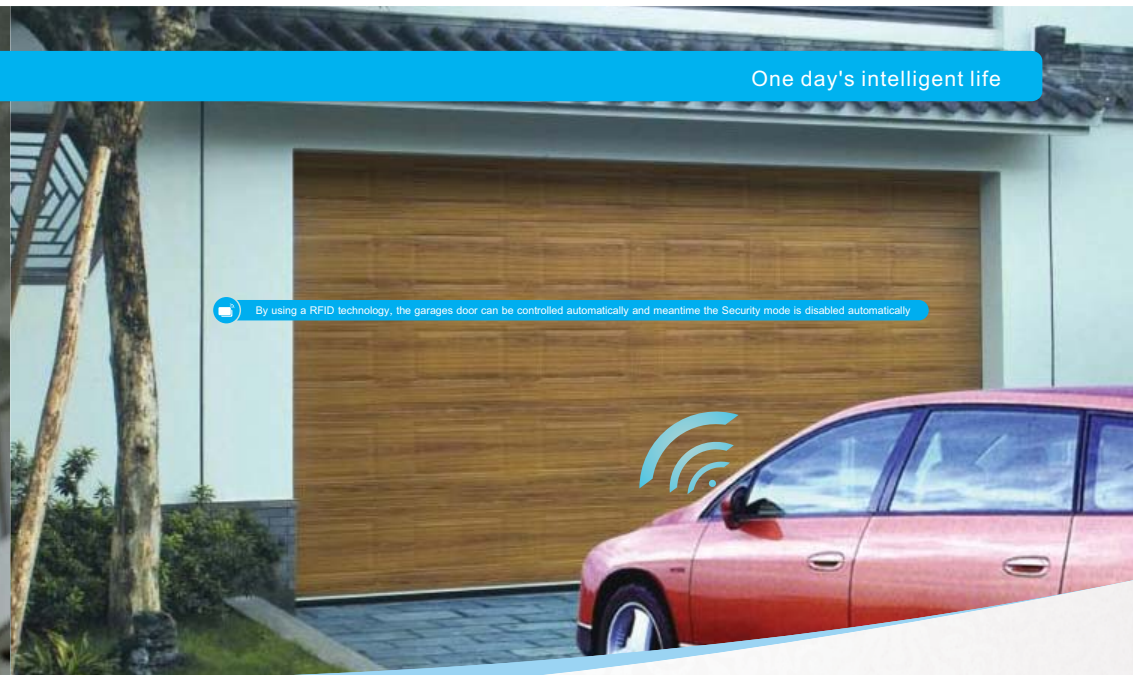 One day's intelligent life
By using a RFID technology, the garages door can be controlled automatically and meantime the Security mode is disabled automatically